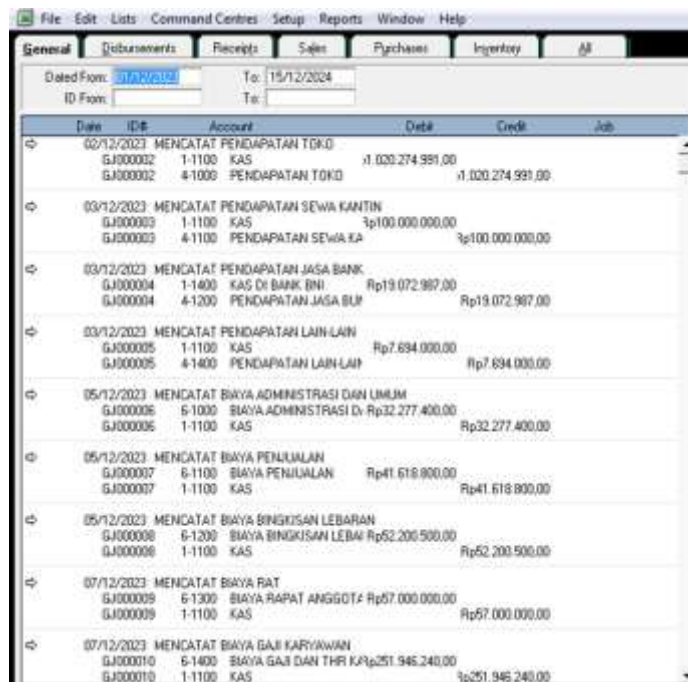 File Edit Lists Command Centres Setup Reports Window Help
General Disbursements Receipts Sales Purchases Inventory All
Dated From: 01/12/2023 To: 15/12/2024
ID From: To:
Date ID# Account Debit Credit Job
02/12/2023 MENCATAT PENDAPATAN TOKO
GJ000002 1-1100 KAS 1.020.274.991,00
GJ000002 4-1000 PENDAPATAN TOKO 1.020.274.991,00
03/12/2023 MENCATAT PENDAPATAN SEWA KANTIN
GJ000003 1-1100 KAS Rp100.000.000,00
GJ000003 4-1100 PENDAPATAN SEWA KA Rp100.000.000,00
03/12/2023 MENCATAT PENDAPATAN JASA BANK
GJ000004 1-1400 KAS DI BANK BNI Rp19.072.987,00
GJ000004 4-1200 PENDAPATAN JASA BUN Rp19.072.987,00
03/12/2023 MENCATAT PENDAPATAN LAIN-LAIN
GJ000005 1-1100 KAS Rp7.694.000,00
GJ000005 4-1400 PENDAPATAN LAIN-LAIN Rp7.694.000,00
05/12/2023 MENCATAT BIAYA ADMINISTRASI DAN UMUM
GJ000006 6-1000 BIAYA ADMINISTRASI DA Rp32.277.400,00
GJ000006 1-1100 KAS Rp32.277.400,00
05/12/2023 MENCATAT BIAYA PENJUALAN
GJ000007 6-1100 BIAYA PENJUALAN Rp41.618.800,00
GJ000007 1-1100 KAS Rp41.618.800,00
05/12/2023 MENCATAT BIAYA BINGKISAN LEBARAN
GJ000008 6-1200 BIAYA BINGKISAN LEBAI Rp52.200.500,00
GJ000008 1-1100 KAS Rp52.200.500,00
07/12/2023 MENCATAT BIAYA RAT
GJ000009 6-1300 BIAYA RAPAT ANGGOTA Rp57.000.000,00
GJ000009 1-1100 KAS Rp57.000.000,00
07/12/2023 MENCATAT BIAYA GAJI KARYAWAN
GJ000010 6-1400 BIAYA GAJI DAN THR KA Rp251.946.240,00
GJ000010 1-1100 KAS Rp251.946.240,00